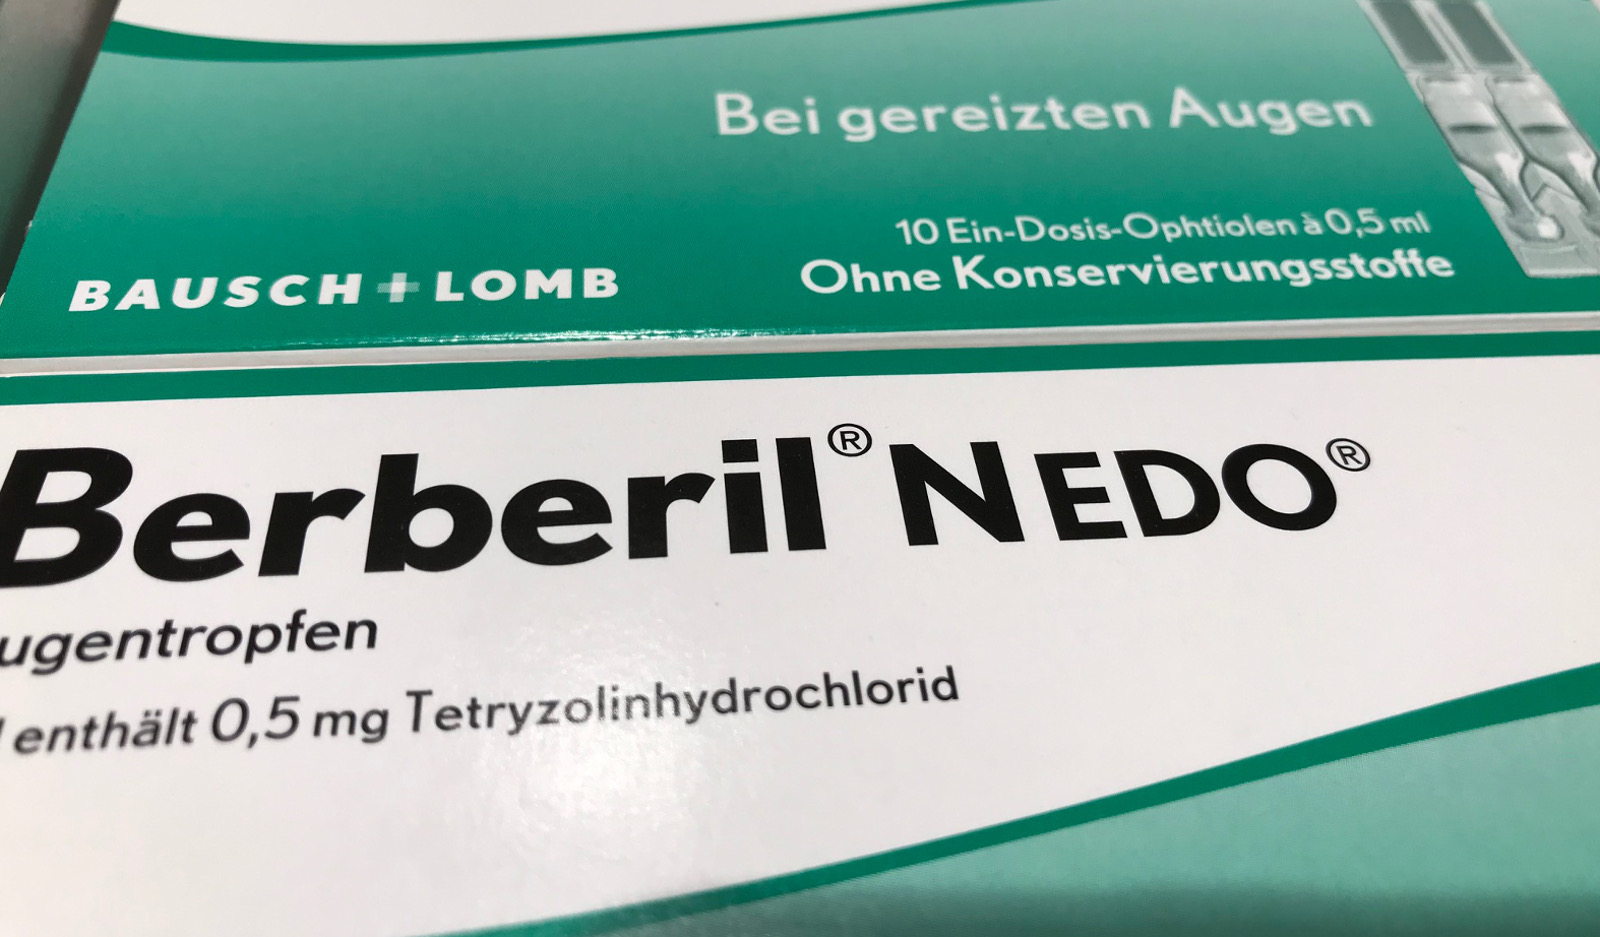 Bei gereizten Augen
10 Ein-Dosis-Ophtiolen à 0,5 ml
Ohne Konservierungsstoffe
BAUSCH + LOMB
Berberil® NEDO®
ugentropfen
l enthält 0,5 mg Tetryzolinhydrochlorid